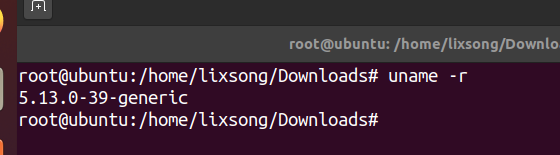 root@ubuntu: /home/lixsong/Downlo
root@ubuntu:/home/lixsong/Downloads# uname -r
5.13.0-39-generic
root@ubuntu:/home/lixsong/Downloads#